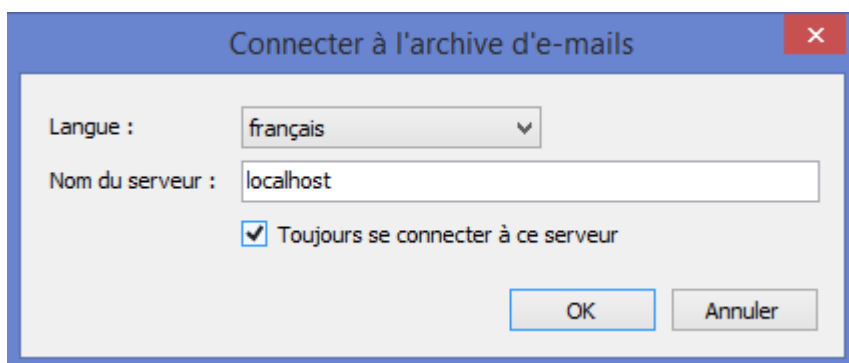 Connecter à l'archive d'e-mails
Langue : français
Nom du serveur : localhost
Toujours se connecter à ce serveur
OK Annuler